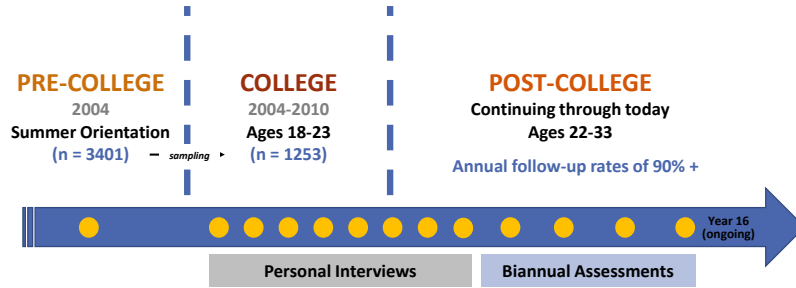 PRE-COLLEGE
2004
Summer Orientation
(n = 3401)
sampling
COLLEGE
2004-2010
Ages 18-23
(n = 1253)
POST-COLLEGE
Continuing through today
Ages 22-33
Annual follow-up rates of 90% +
Year 16
(ongoing)
Personal Interviews
Biannual Assessments